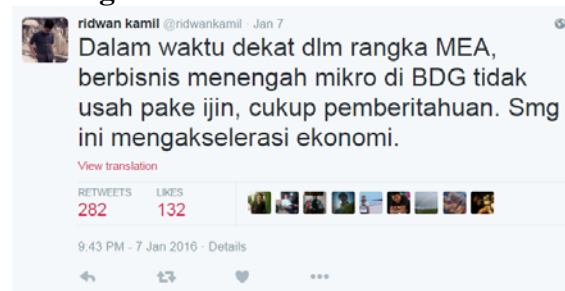 ridwan kamil @ridwankamil · Jan 7
Dalam waktu dekat dlm rangka MEA,
berbisnis menengah mikro di BDG tidak
usah pake ijin, cukup pemberitahuan. Smg
ini mengakselerasi ekonomi.
View translation
RETWEETS LIKES
282 132
9:43 PM - 7 Jan 2016 · Details